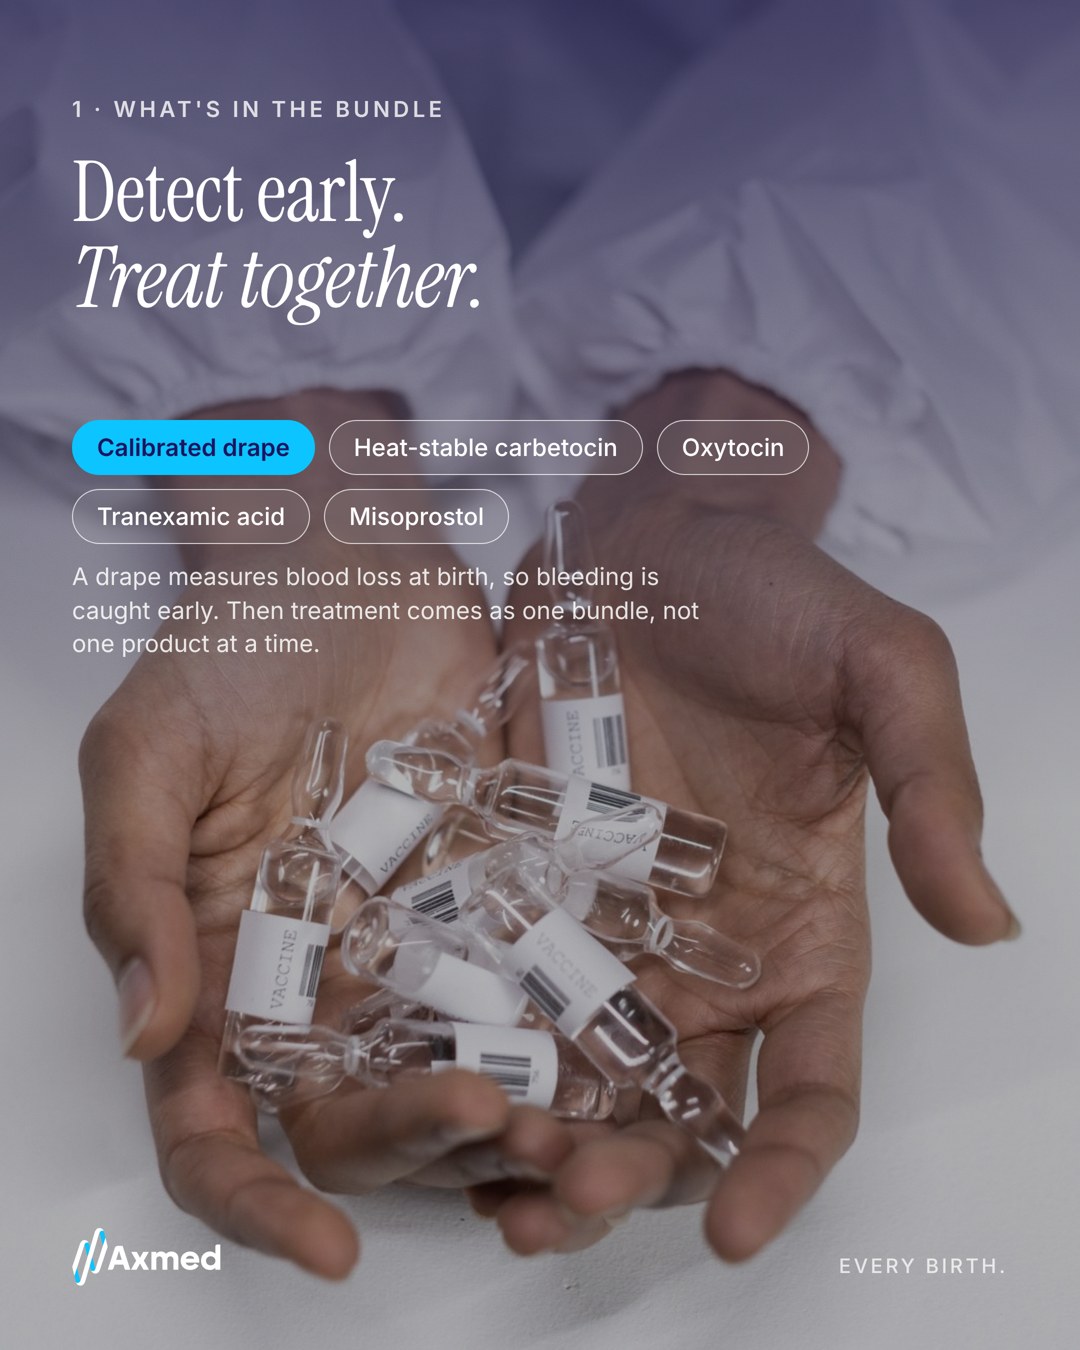 1 · WHAT'S IN THE BUNDLE
Detect early.
Treat together.
Calibrated drape
Heat-stable carbetocin
Oxytocin
Tranexamic acid
Misoprostol
A drape measures blood loss at birth, so bleeding is
caught early. Then treatment comes as one bundle, not
one product at a time.
VACCINE
VACCINE
VACCINE
VACCINE
VACCINE
Axmed
EVERY BIRTH.